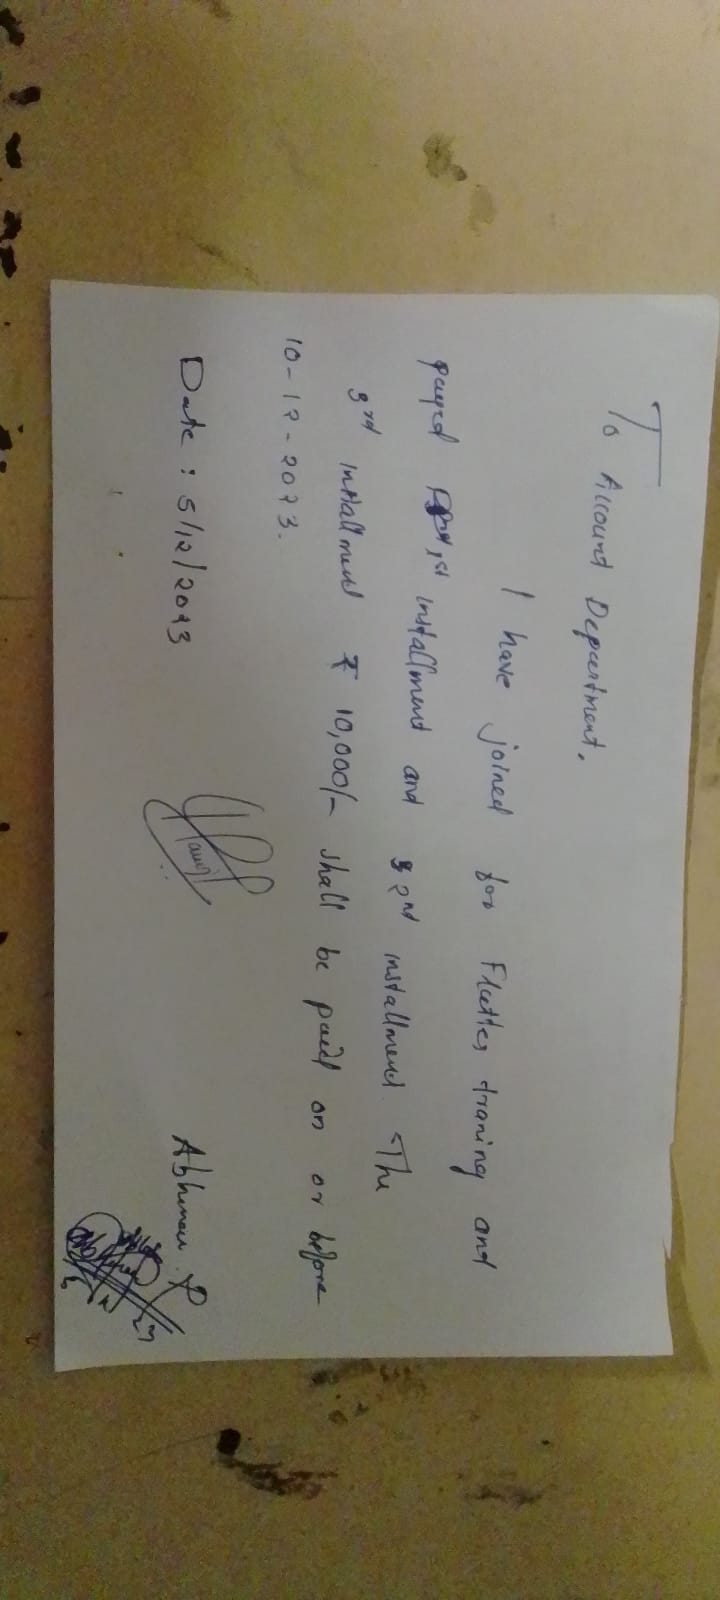 To Account Department.
I have joined for Flutter traning and
payed 1st installment and 2nd installment. The
3rd installment ₹ 10,000/- shall be paid on or before
10-12-2023.
Date : 5/12/2023
Abhinav P